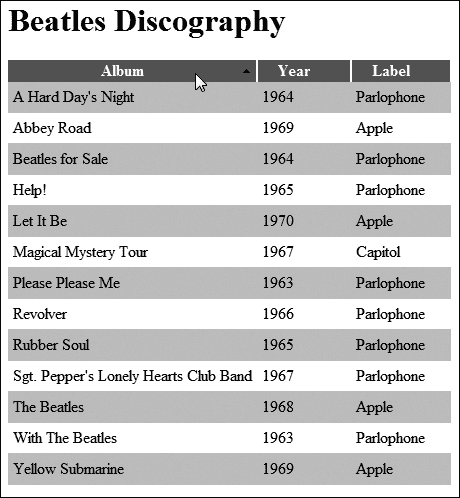 Beatles Discography
Album Year Label
A Hard Day's Night 1964 Parlophone
Abbey Road 1969 Apple
Beatles for Sale 1964 Parlophone
Help! 1965 Parlophone
Let It Be 1970 Apple
Magical Mystery Tour 1967 Capitol
Please Please Me 1963 Parlophone
Revolver 1966 Parlophone
Rubber Soul 1965 Parlophone
Sgt. Pepper's Lonely Hearts Club Band 1967 Parlophone
The Beatles 1968 Apple
With The Beatles 1963 Parlophone
Yellow Submarine 1969 Apple